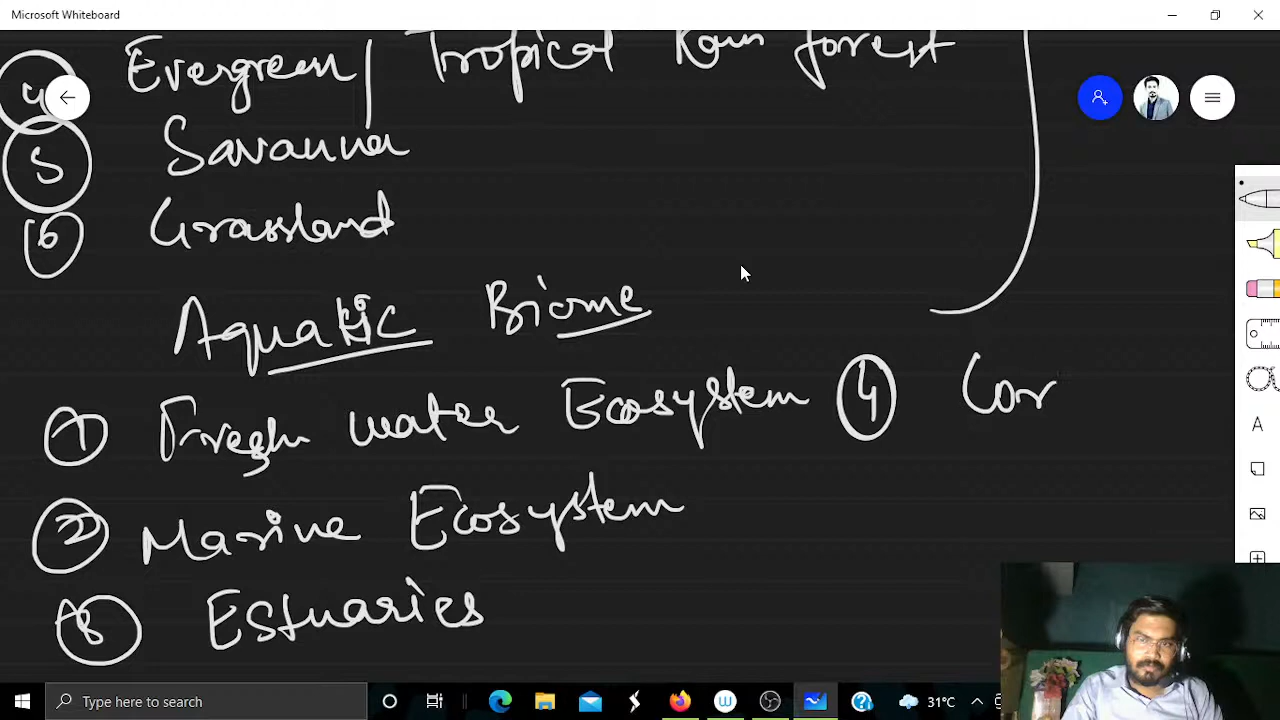 Microsoft Whiteboard
4 Evergreen | Tropical Rain forest
5 Savanna
6 Grassland
Aquatic Biome
1 Fresh water Ecosystem 4 Cor
2 Marine Ecosystem
3 Estuaries
A
Type here to search
31°C